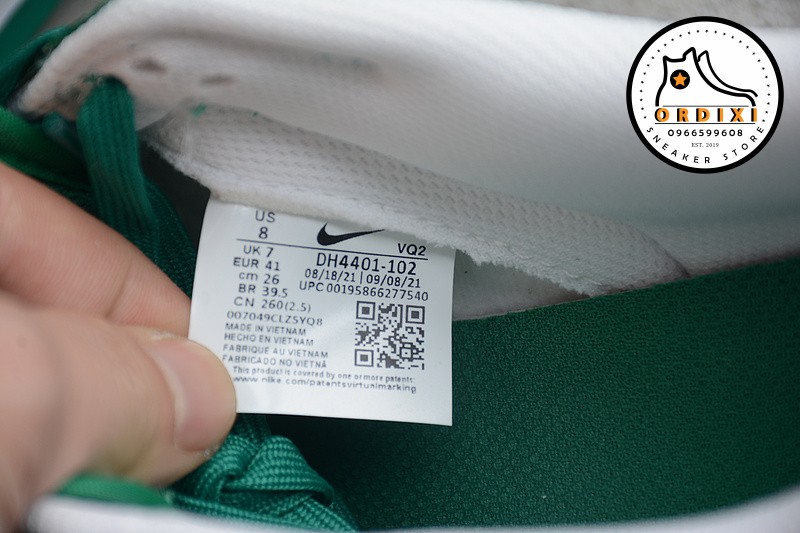 ORDIXI
0966599608
EST. 2019
SNEAKER STORE
US
8
VQ2
UK 7
DH4401-102
EUR 41
08/18/21 | 09/08/21
cm 26
UPC 00195866277540
BR 39.5
CN 260(2.5)
007049CLZ5YQ8
MADE IN VIETNAM
HECHO EN VIETNAM
FABRIQUE AU VIETNAM
FABRICADO NO VIETNÃ
This product is covered by one or more patents:
www.nike.com/patentsvirtualmarking